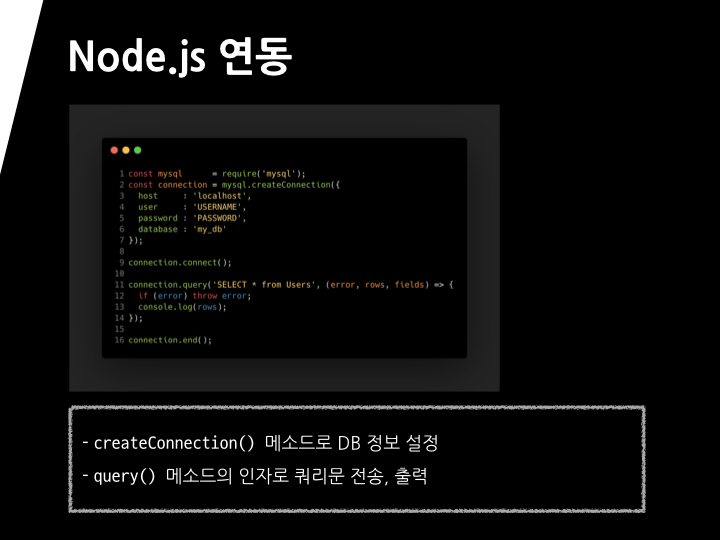 Node.js 연동
1 const mysql      = require('mysql');
2 const connection = mysql.createConnection({
3   host     : 'localhost',
4   user     : 'USERNAME',
5   password : 'PASSWORD',
6   database : 'my_db'
7 });
8
9 connection.connect();
10
11 connection.query('SELECT * from Users', (error, rows, fields) => {
12   if (error) throw error;
13   console.log(rows);
14 });
15
16 connection.end();
- createConnection() 메소드로 DB 정보 설정
- query() 메소드의 인자로 쿼리문 전송, 출력